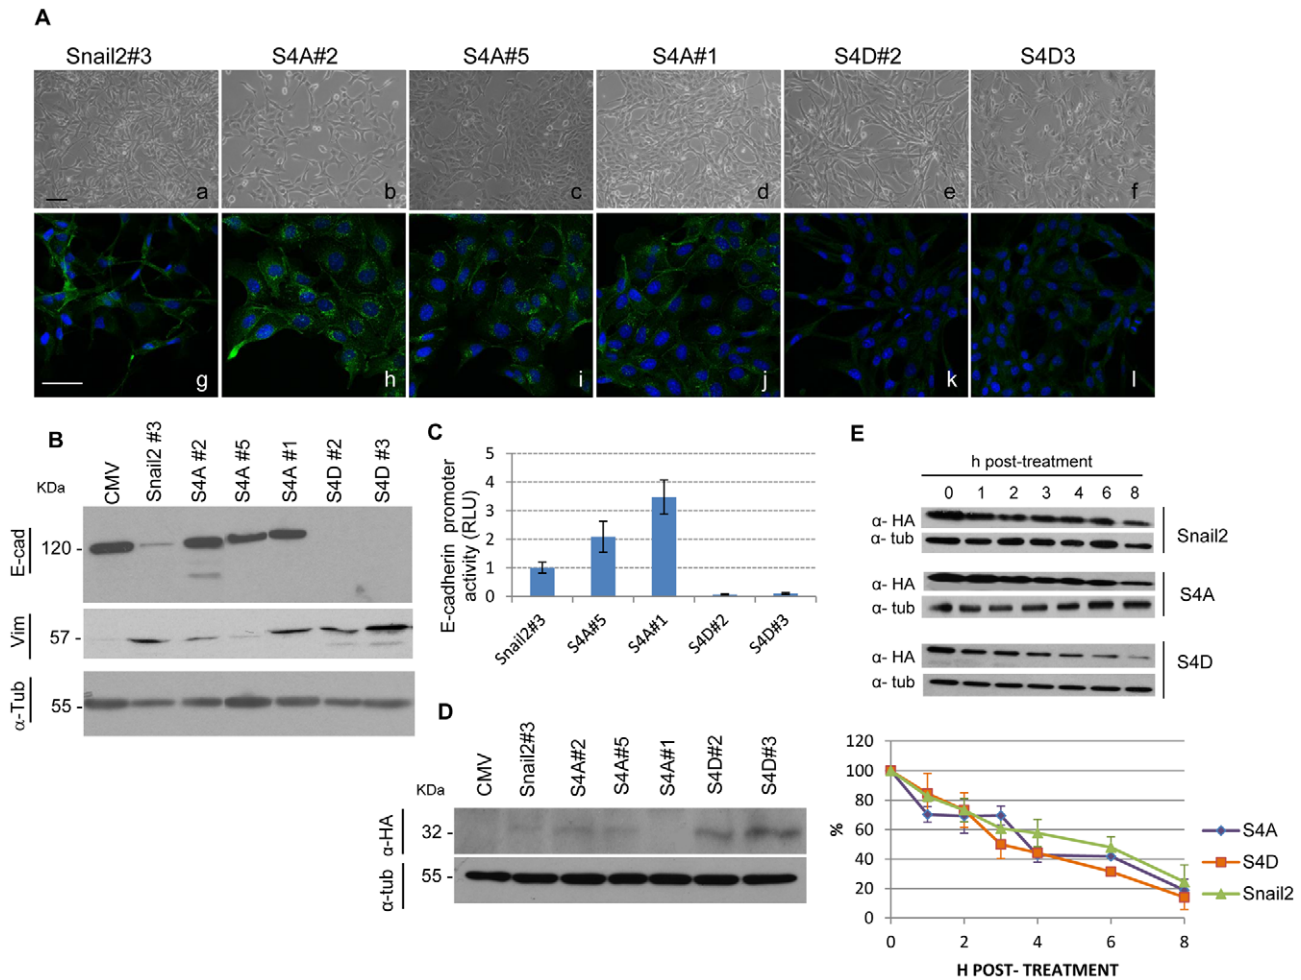 A
Snail2#3 S4A#2 S4A#5 S4A#1 S4D#2 S4D3
a b c d e f
g h i j k l
B
KDa
CMV
Snail2 #3
S4A #2
S4A #5
S4A #1
S4D #2
S4D #3
E-cad
120 -
Vim
57 -
α-Tub
55 -
C
E-cadherin promoter
activity (RLU)
5
4
3
2
1
0
Snail2#3
S4A#5
S4A#1
S4D#2
S4D#3
D
KDa
CMV
Snail2#3
S4A#2
S4A#5
S4A#1
S4D#2
S4D#3
α-HA
32 -
α-tub
55 -
E
h post-treatment
0 1 2 3 4 6 8
α- HA
α- tub
Snail2
α- HA
α- tub
S4A
α- HA
α- tub
S4D
120
100
80
60
40
20
0
%
0 2 4 6 8
H POST- TREATMENT
S4A
S4D
Snail2